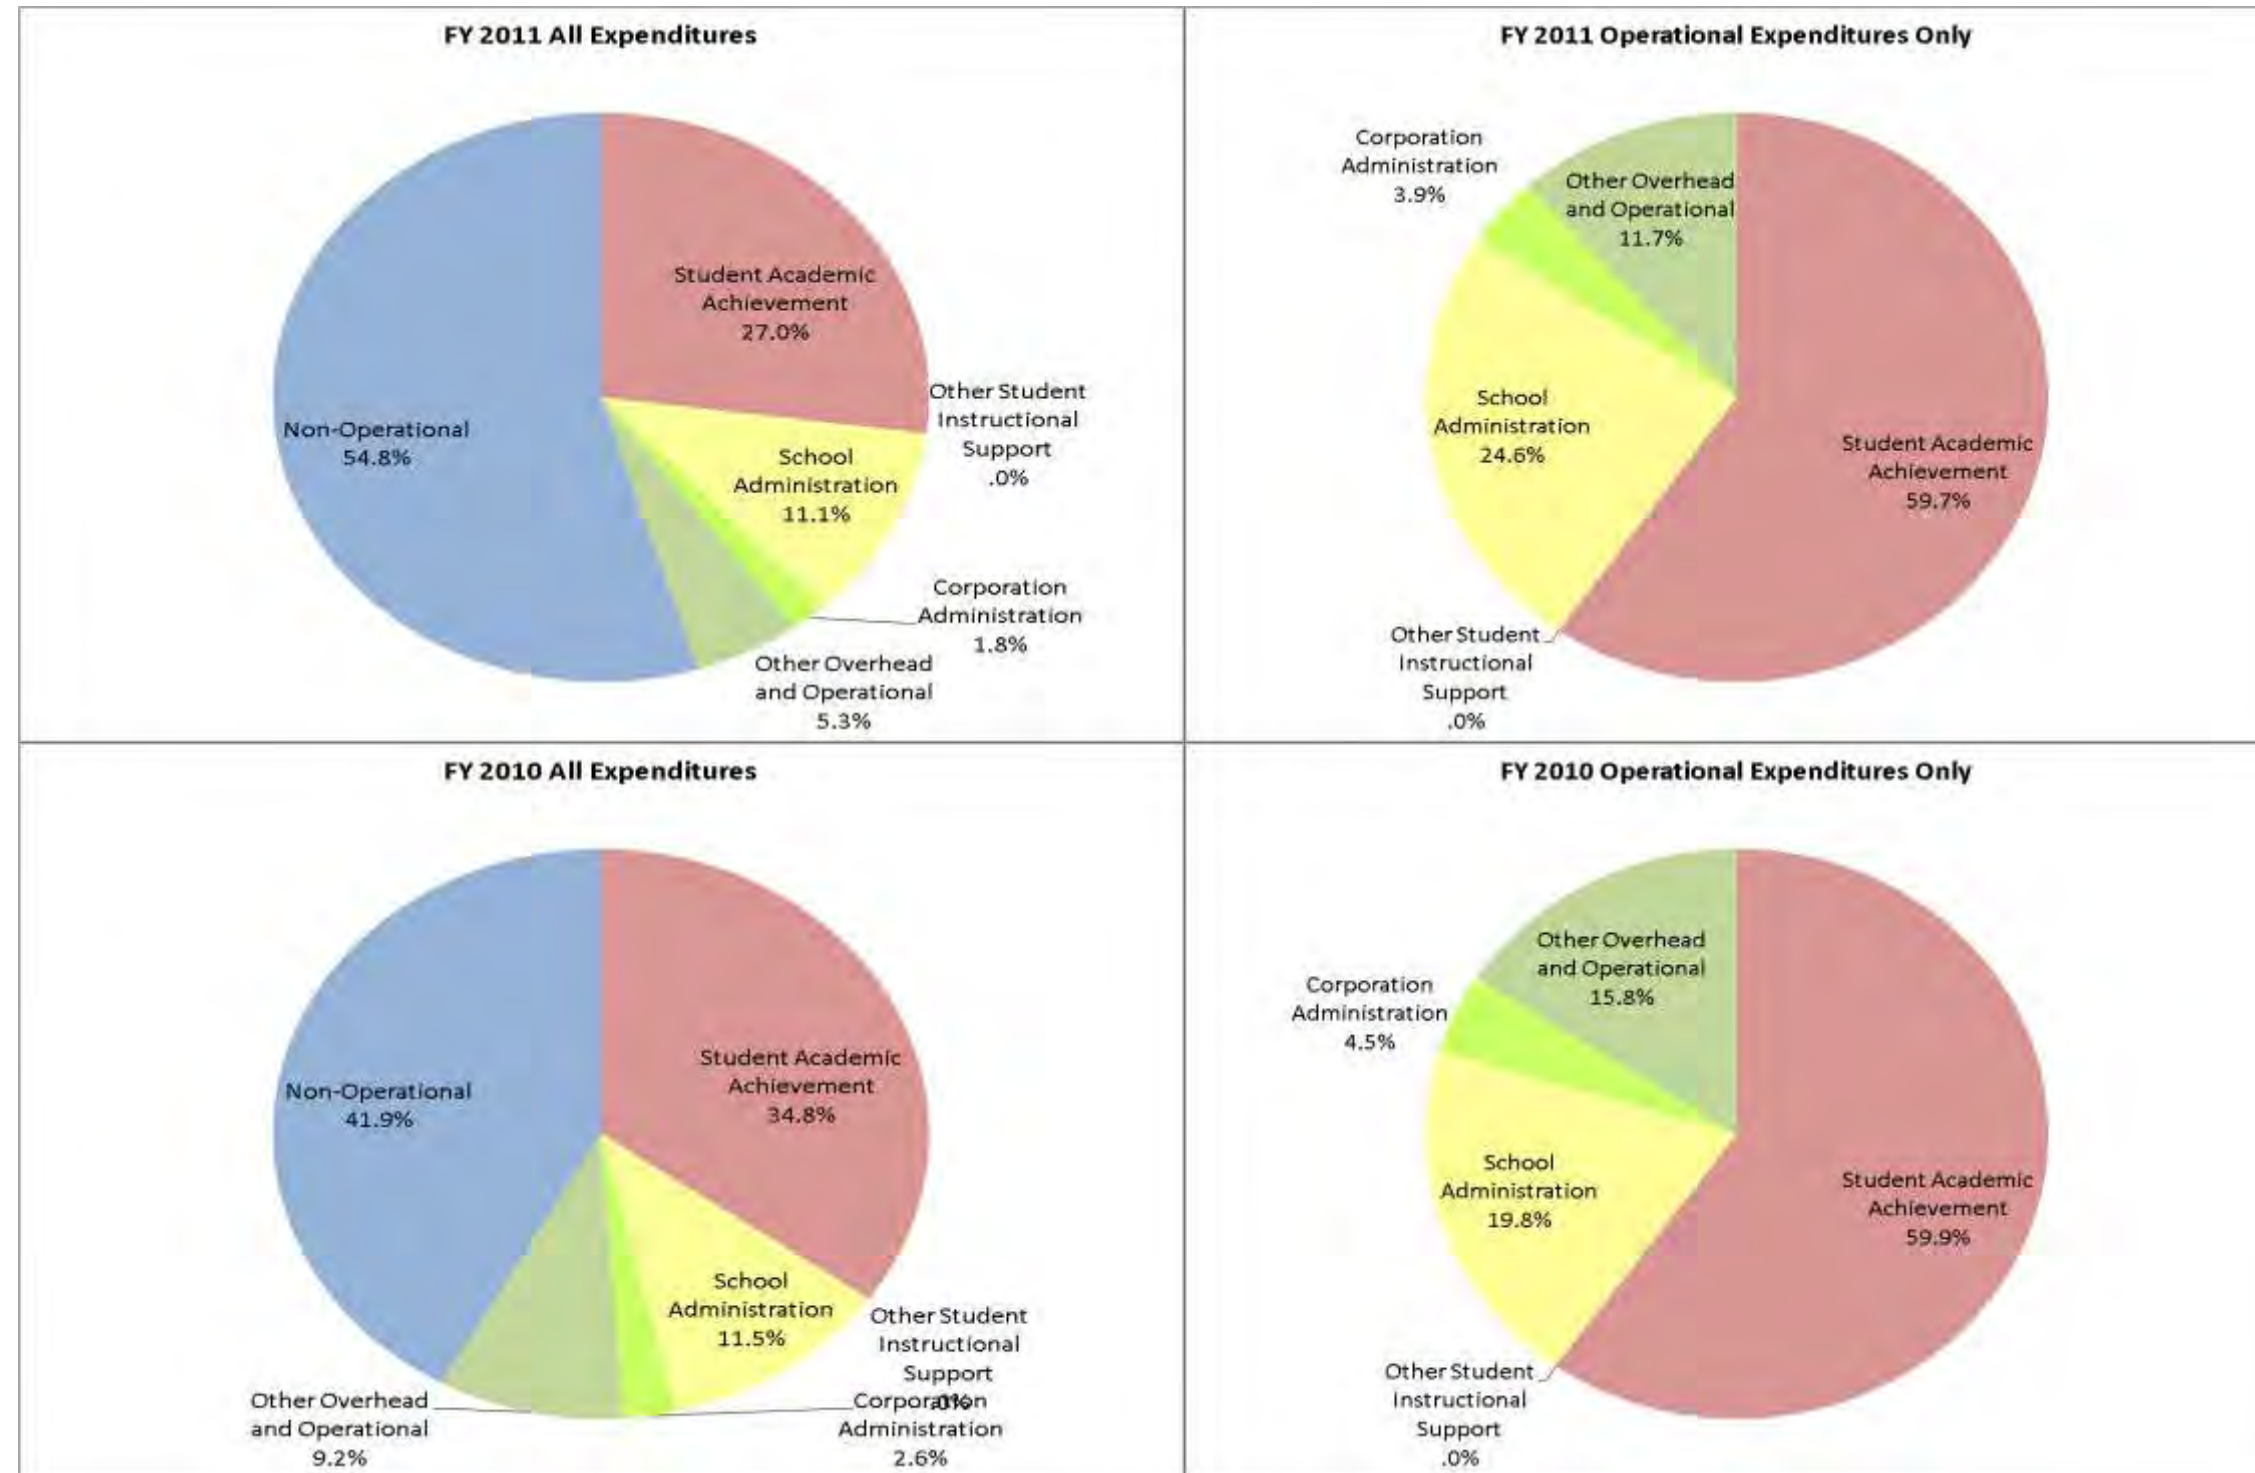 FY 2011 All Expenditures
Student Academic
Achievement
27.0%
Other Student
Instructional
Support
.0%
School
Administration
11.1%
Corporation
Administration
1.8%
Other Overhead
and Operational
5.3%
Non-Operational
54.8%
FY 2011 Operational Expenditures Only
Corporation
Administration
3.9%
Other Overhead
and Operational
11.7%
School
Administration
24.6%
Student Academic
Achievement
59.7%
Other Student
Instructional
Support
.0%
FY 2010 All Expenditures
Student Academic
Achievement
34.8%
Non-Operational
41.9%
School
Administration
11.5%
Other Student
Instructional
Support
.0%
Corporation
Administration
2.6%
Other Overhead
and Operational
9.2%
FY 2010 Operational Expenditures Only
Other Overhead
and Operational
15.8%
Corporation
Administration
4.5%
School
Administration
19.8%
Student Academic
Achievement
59.9%
Other Student
Instructional
Support
.0%